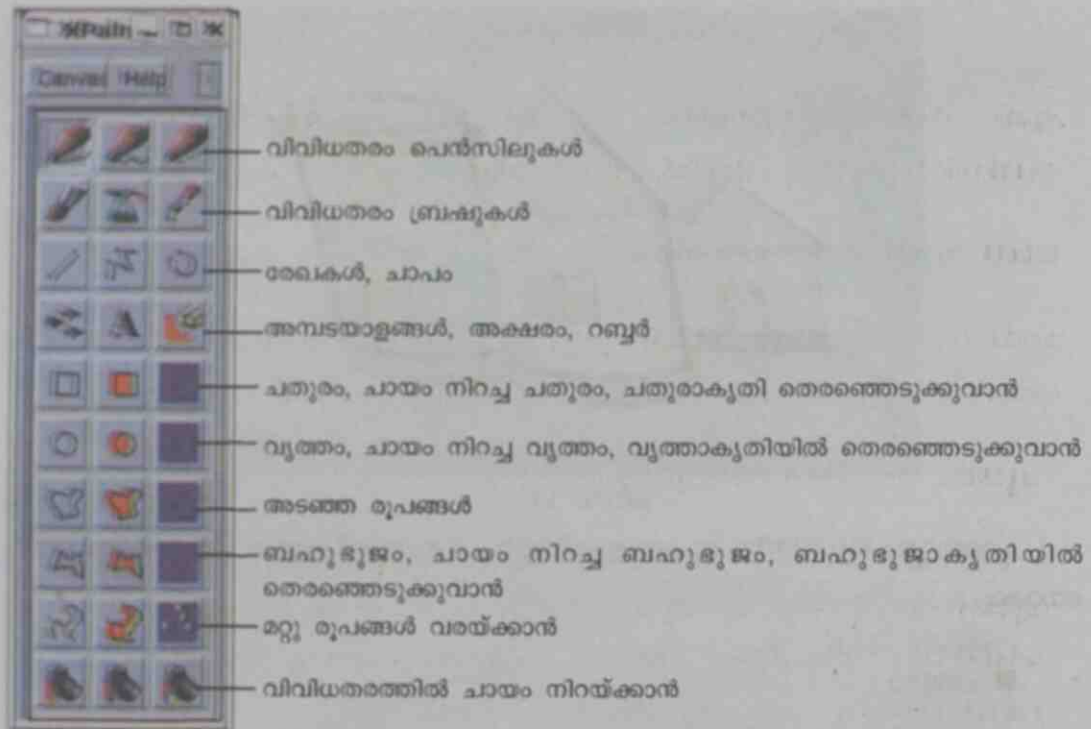 XPaint
Canvas Help
വിവിധതരം പെൻസിലുകൾ
വിവിധതരം ബ്രഷുകൾ
രേഖകൾ, ചാപം
അമ്പടയാളങ്ങൾ, അക്ഷരം, റബ്ബർ
ചതുരം, ചായം നിറച്ച ചതുരം, ചതുരാകൃതി തെരഞ്ഞെടുക്കുവാൻ
വൃത്തം, ചായം നിറച്ച വൃത്തം, വൃത്താകൃതിയിൽ തെരഞ്ഞെടുക്കുവാൻ
അടഞ്ഞ രൂപങ്ങൾ
ബഹുഭുജം, ചായം നിറച്ച ബഹുഭുജം, ബഹുഭുജാകൃതിയിൽ
തെരഞ്ഞെടുക്കുവാൻ
മറ്റു രൂപങ്ങൾ വരയ്ക്കാൻ
വിവിധതരത്തിൽ ചായം നിറയ്ക്കാൻ